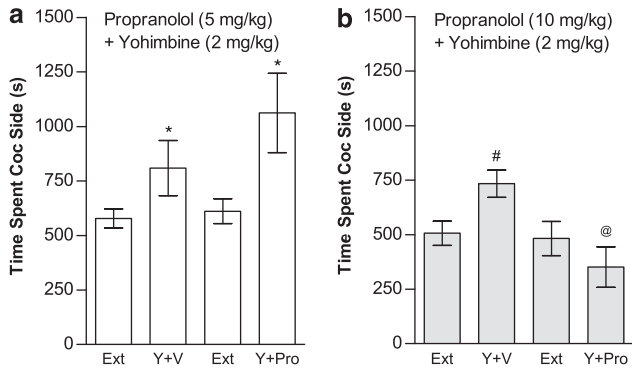 a
Propranolol (5 mg/kg)
+ Yohimbine (2 mg/kg)
Time Spent Coc Side (s)
1500
1250
1000
750
500
250
0
*
*
Ext Y+V Ext Y+Pro
b
Propranolol (10 mg/kg)
+ Yohimbine (2 mg/kg)
Time Spent Coc Side (s)
1500
1250
1000
750
500
250
0
#
@
Ext Y+V Ext Y+Pro